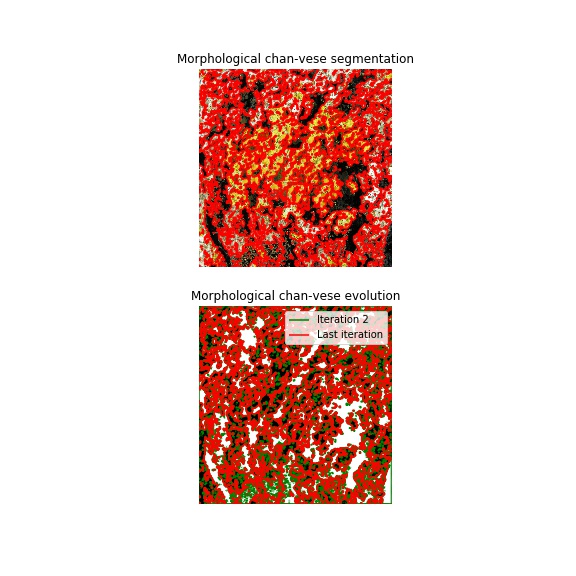 Morphological chan-vese segmentation
Morphological chan-vese evolution
Iteration 2
Last iteration